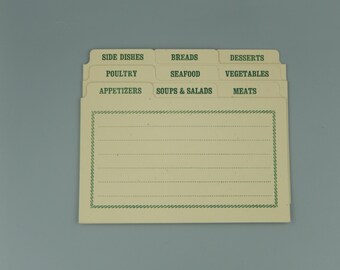 SIDE DISHES BREADS DESSERTS
POULTRY SEAFOOD VEGETABLES
APPETIZERS SOUPS & SALADS MEATS